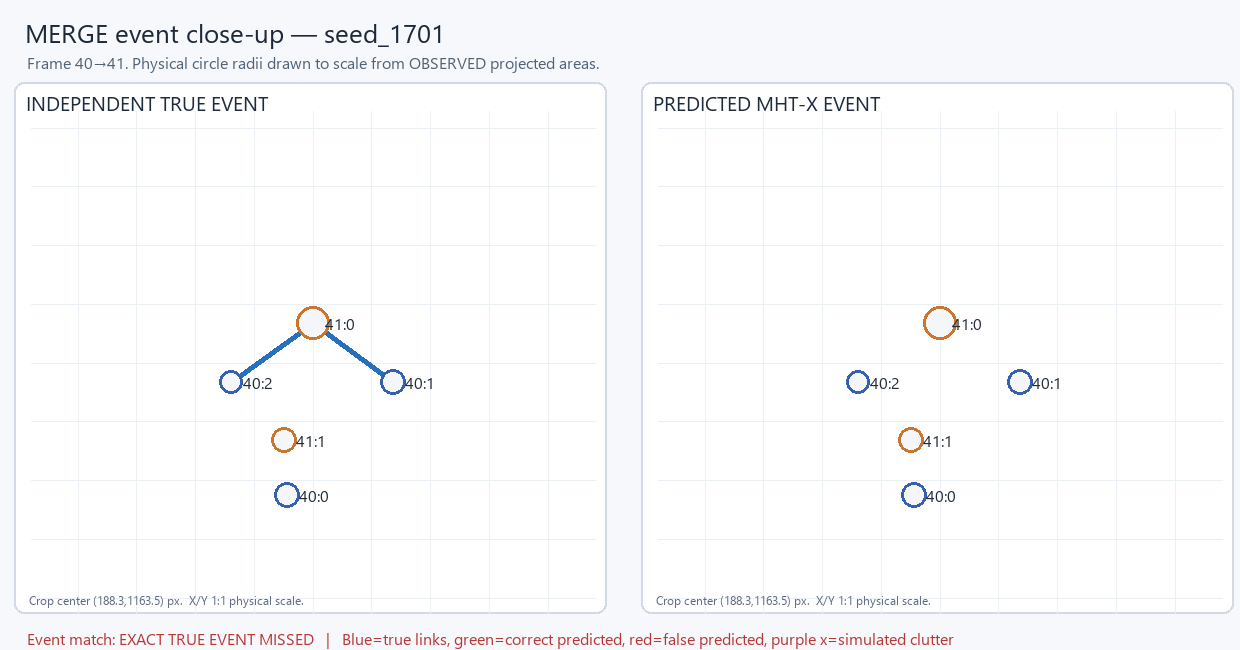 MERGE event close-up — seed_1701
Frame 40→41. Physical circle radii drawn to scale from OBSERVED projected areas.
INDEPENDENT TRUE EVENT
41:0
40:2
40:1
41:1
40:0
Crop center (188.3,1163.5) px.  X/Y 1:1 physical scale.
PREDICTED MHT-X EVENT
41:0
40:2
40:1
41:1
40:0
Crop center (188.3,1163.5) px.  X/Y 1:1 physical scale.
Event match: EXACT TRUE EVENT MISSED   |   Blue=true links, green=correct predicted, red=false predicted, purple x=simulated clutter